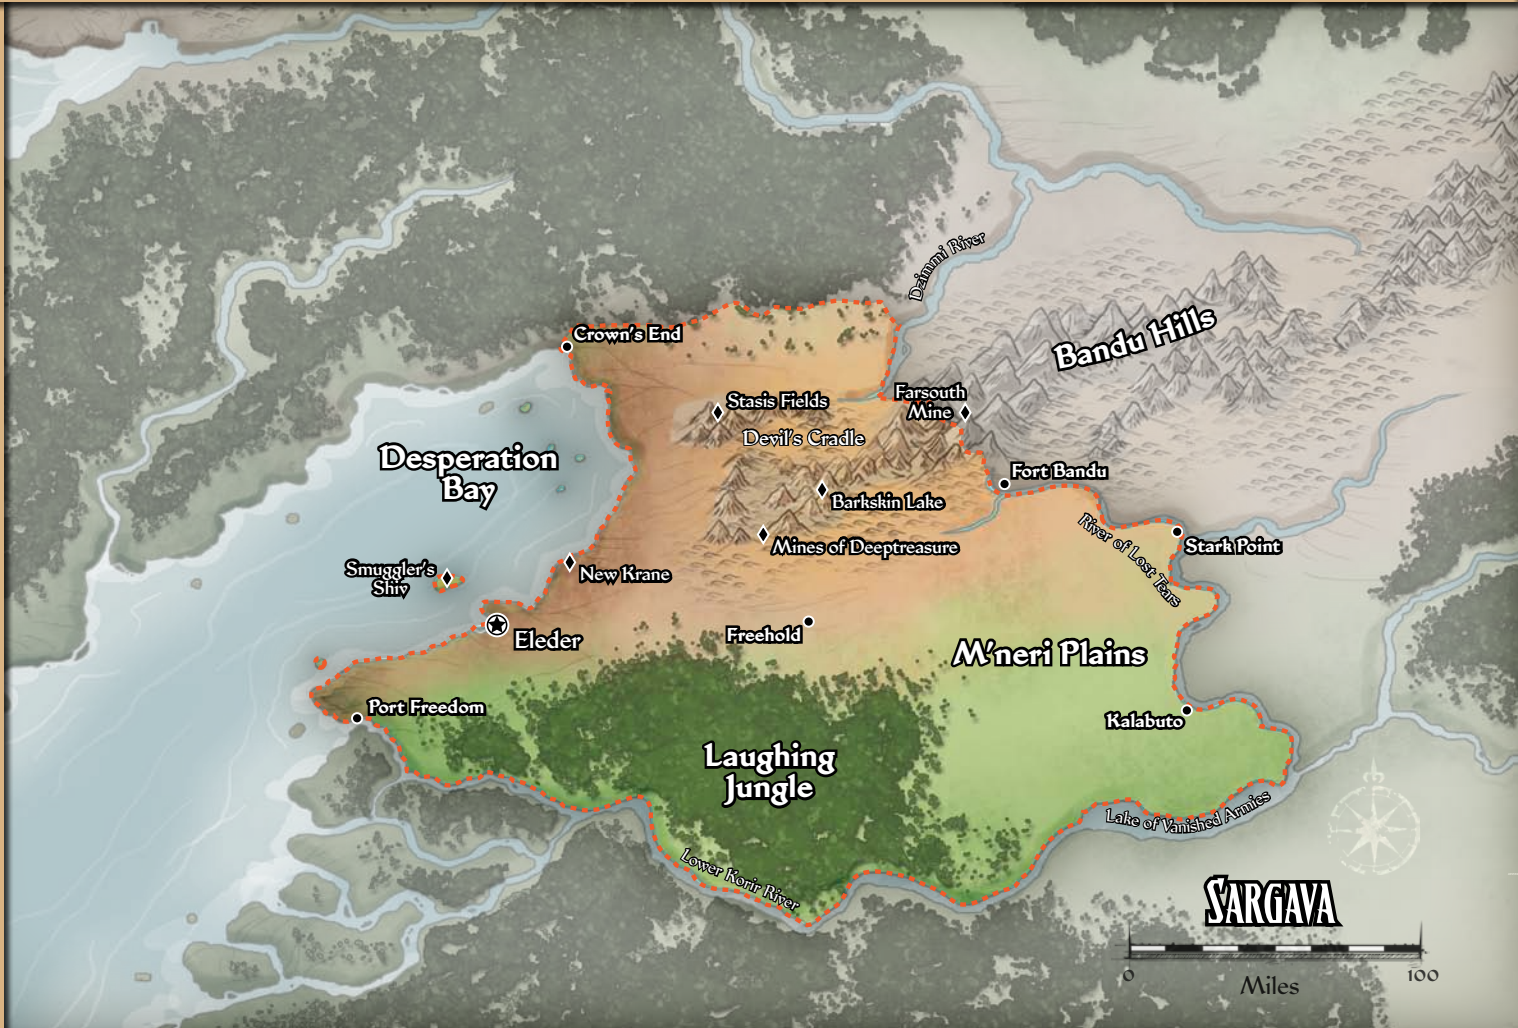 Dzimmi River
Crown's End
Bandu Hills
Stasis Fields
Farsouth
Mine
Devil's Cradle
Desperation
Bay
Fort Bandu
Barkskin Lake
River of Lost Tears
Stark Point
Mines of Deeptreasure
Smuggler's
Shiv
New Krane
Eleder
Freehold
M'neri Plains
Port Freedom
Kalabuto
Laughing
Jungle
Lake of Vanished Armies
Lower Korir River
SARGAVA
0 100
Miles